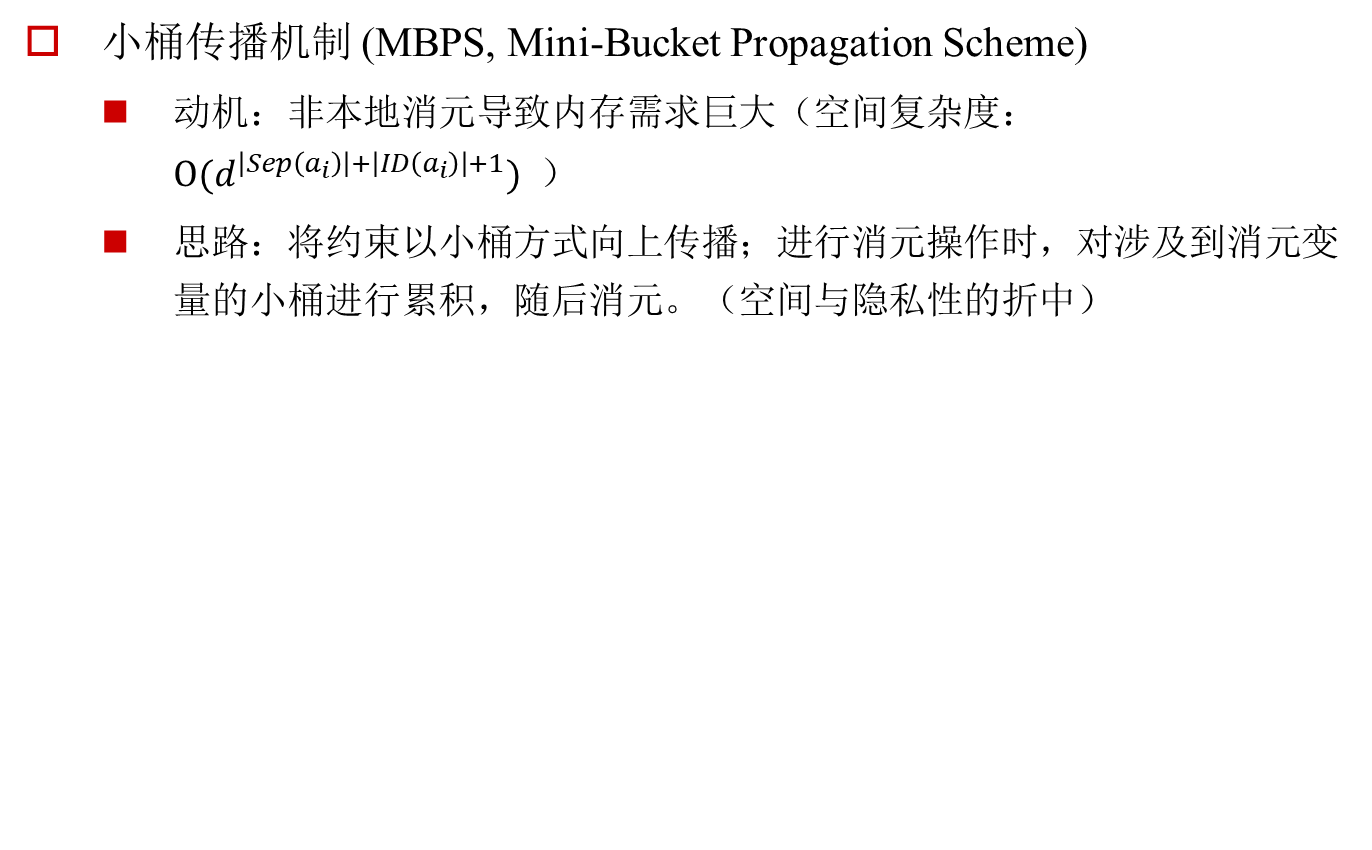 小桶传播机制 (MBPS, Mini-Bucket Propagation Scheme)
动机：非本地消元导致内存需求巨大（空间复杂度：
O(d^{|Sep(a_i)|+|ID(a_i)|+1}) ）
思路：将约束以小桶方式向上传播；进行消元操作时，对涉及到消元变
量的小桶进行累积，随后消元。（空间与隐私性的折中）